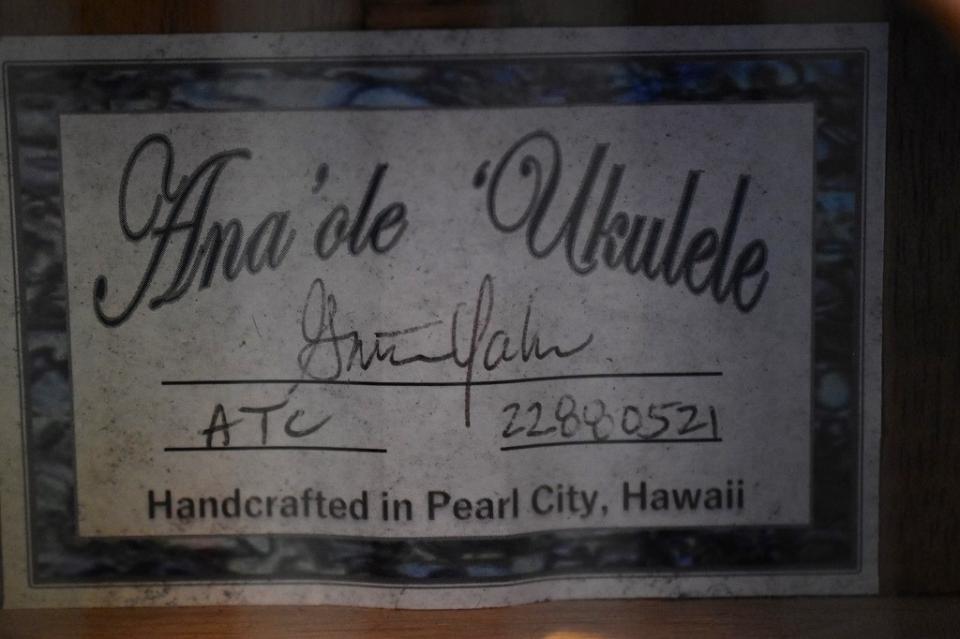 Ana'ole 'Ukulele
ATC 22880521
Handcrafted in Pearl City, Hawaii